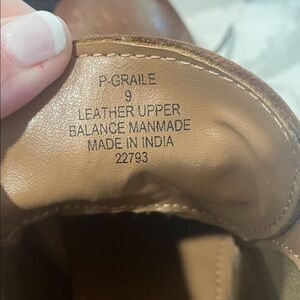 P-GRAILE
9
LEATHER UPPER
BALANCE MANMADE
MADE IN INDIA
22793